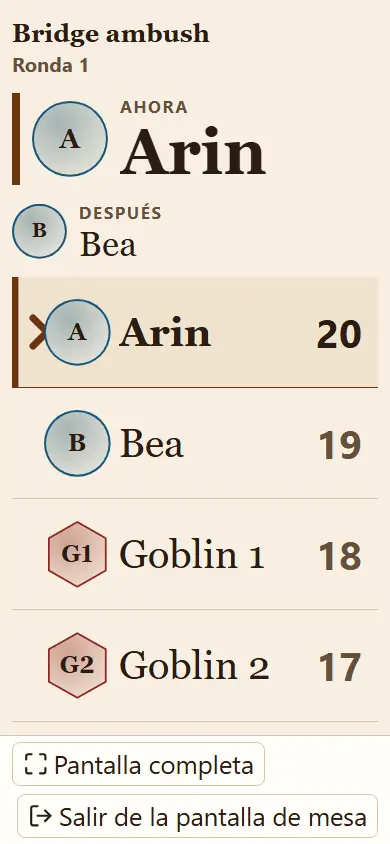 Bridge ambush
Ronda 1
A
AHORA
Arin
B
DESPUÉS
Bea
A Arin 20
B Bea 19
G1 Goblin 1 18
G2 Goblin 2 17
Pantalla completa
Salir de la pantalla de mesa